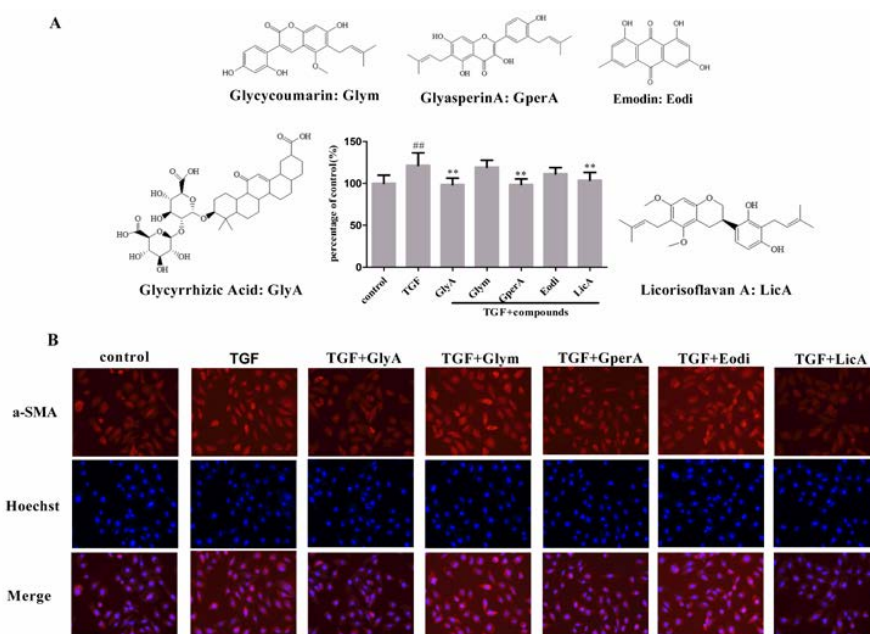 A
Glycycoumarin: Glym
GlyasperinA: GperA
Emodin: Eodi
Glycyrrhizic Acid: GlyA
percentage of control(%)
150
100
50
0
##
**
**
**
control
TGF
GlyA
Glym
GperA
Eodi
LicA
TGF+compounds
Licorisoflavan A: LicA
B
control
TGF
TGF+GlyA
TGF+Glym
TGF+GperA
TGF+Eodi
TGF+LicA
a-SMA
Hoechst
Merge